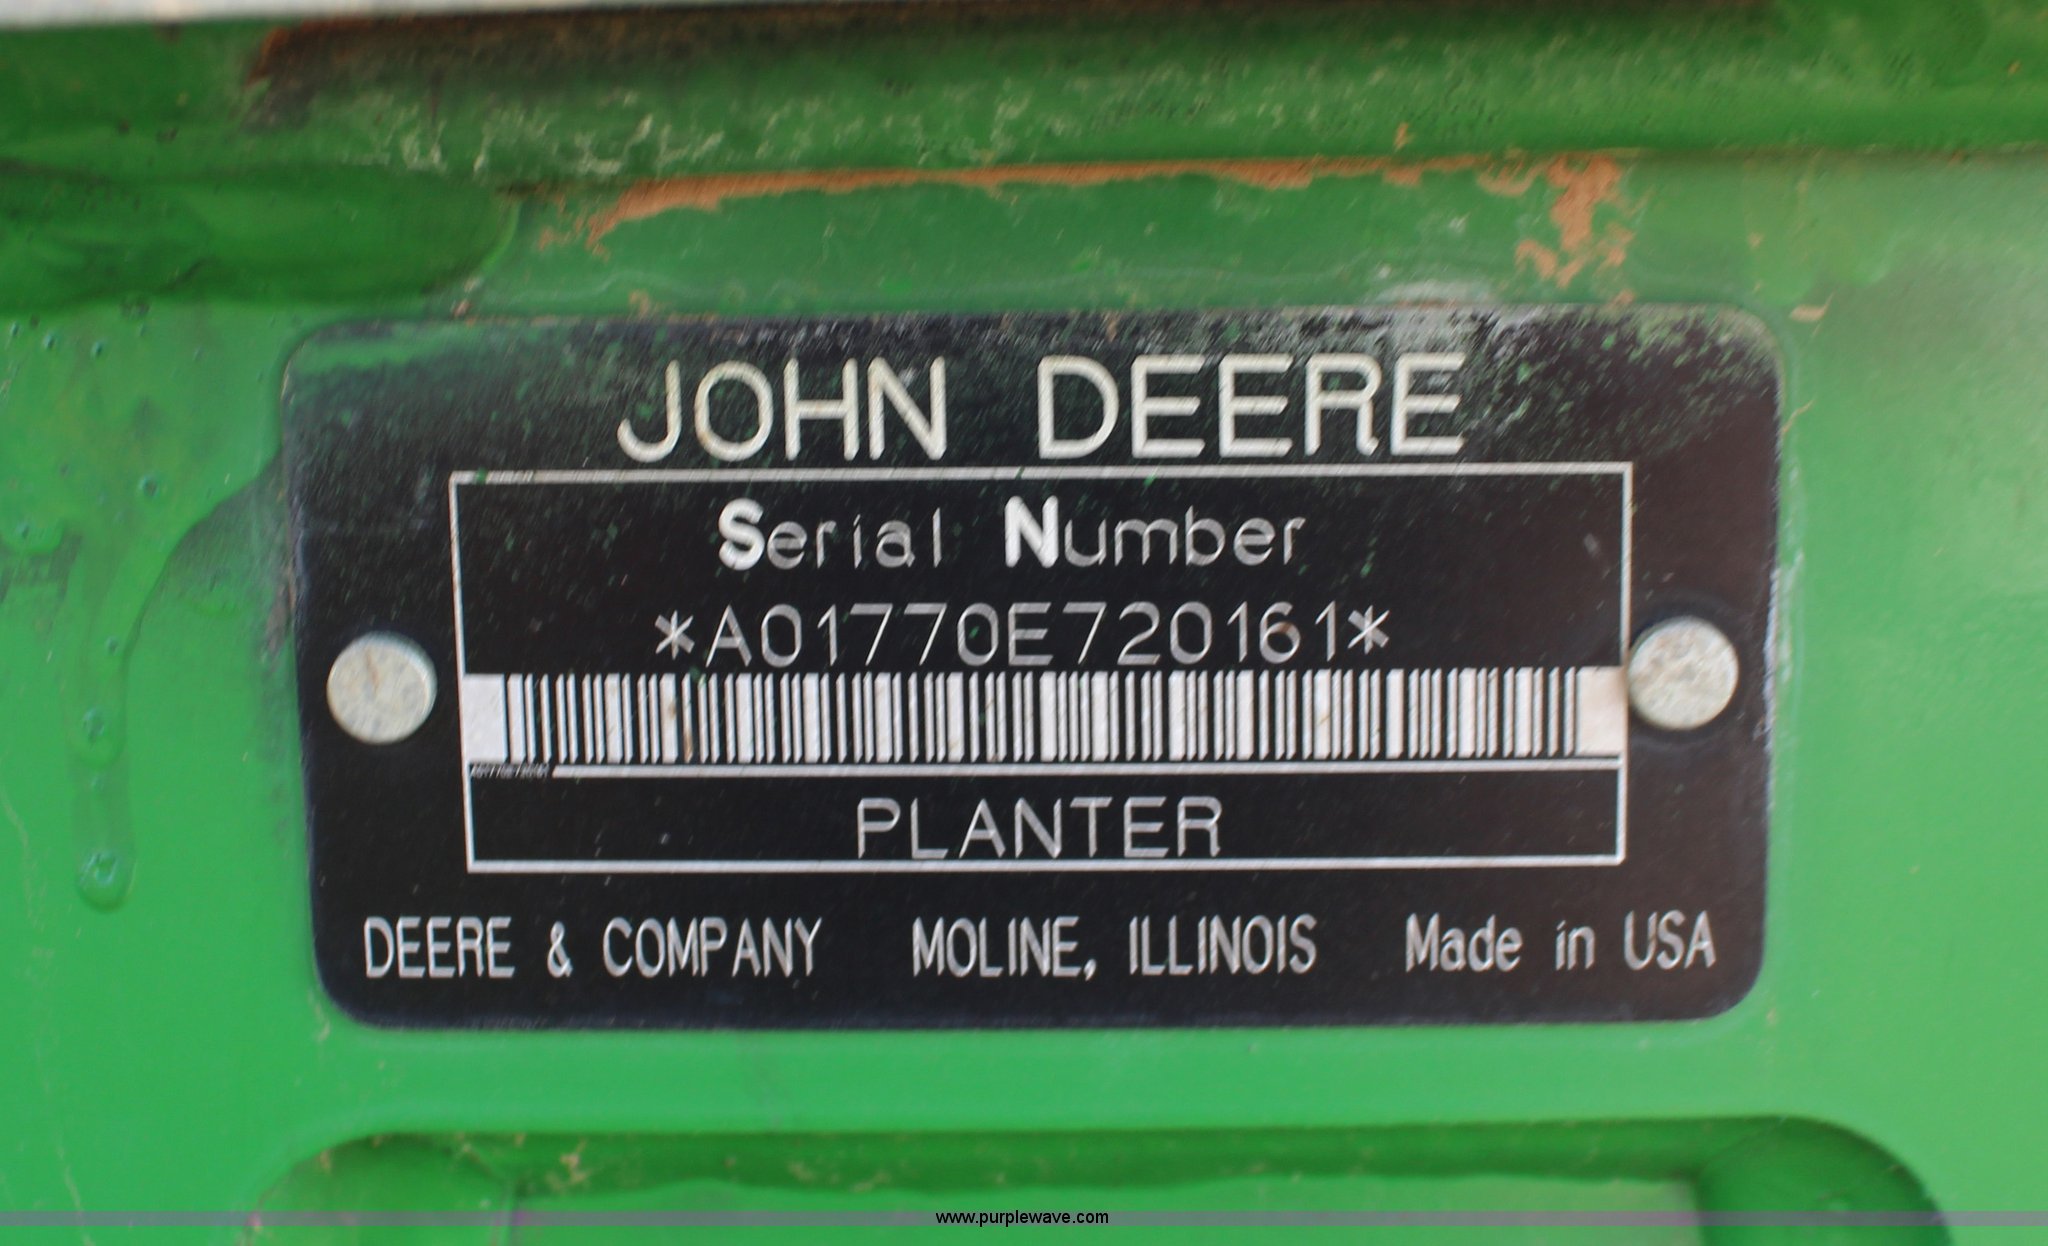 JOHN DEERE
Serial Number
*A01770E720161*
PLANTER
DEERE & COMPANY MOLINE, ILLINOIS Made in USA
www.purplewave.com